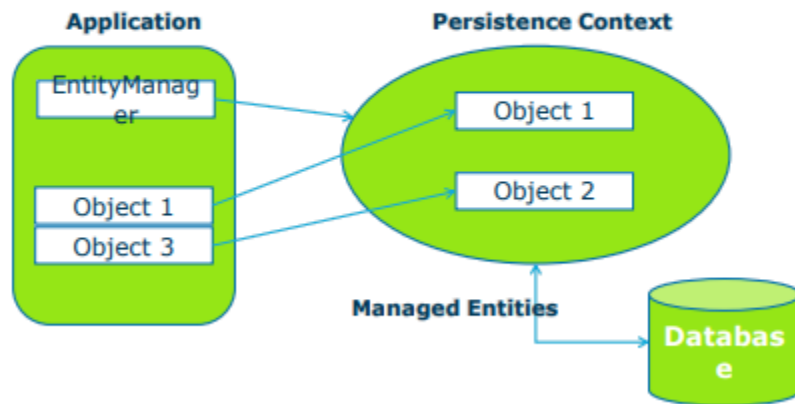 Application
Persistence Context
EntityManag
er
Object 1
Object 1
Object 2
Object 3
Managed Entities
Databas
e